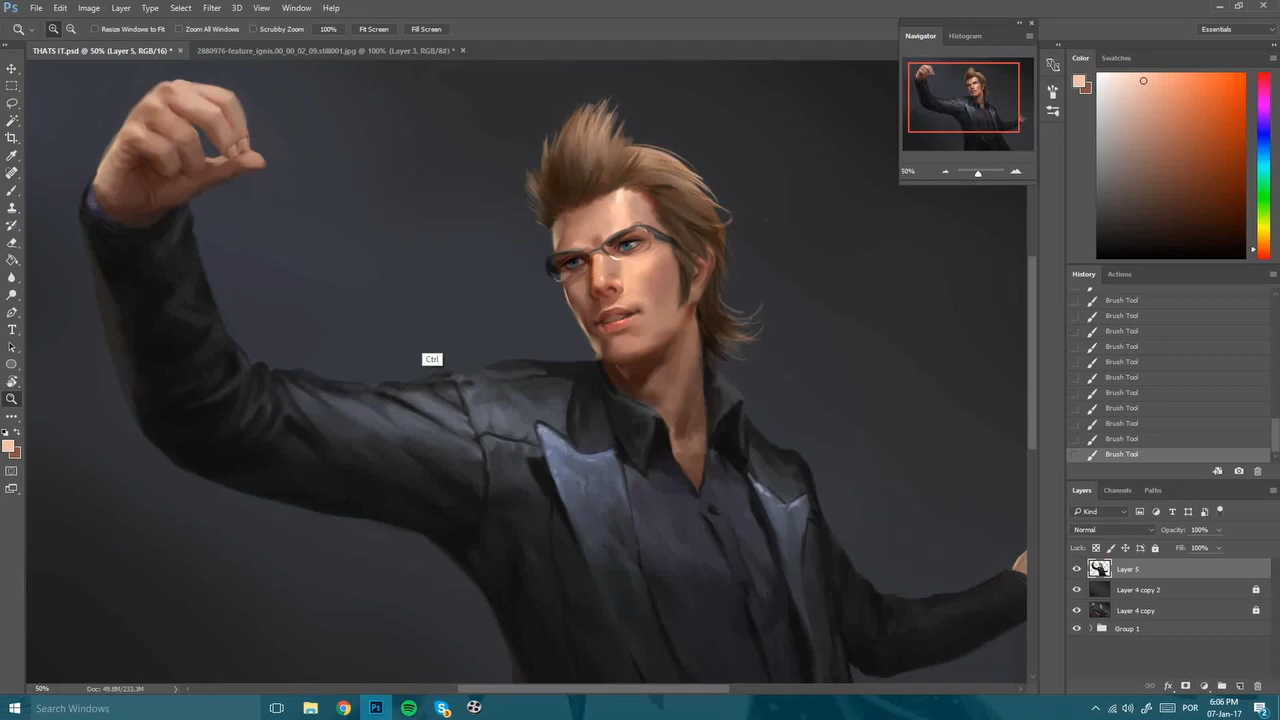 Ps File Edit Image Layer Type Select Filter 3D View Window Help
Resize Windows to Fit Zoom All Windows Scrubby Zoom 100% Fit Screen Fill Screen Essentials
THATS IT.psd @ 50% (Layer 5, RGB/16) * × 2880976-feature_ignis.00_00_02_09.still001.jpg @ 100% (Layer 3, RGB/8#) * ×
Navigator Histogram
50%
Color Swatches
History Actions
Brush Tool
Brush Tool
Brush Tool
Brush Tool
Brush Tool
Brush Tool
Brush Tool
Brush Tool
Brush Tool
Brush Tool
Brush Tool
Ctrl
Layers Channels Paths
Kind
Normal Opacity: 100%
Lock: Fill: 100%
Layer 5
Layer 4 copy 2
Layer 4 copy
Group 1
50% Doc: 49.8M/233.3M
Search Windows
POR
6:06 PM
07-Jan-17